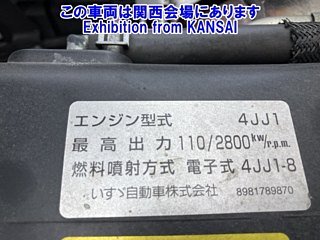 この車両は関西会場にあります
Exhibition from KANSAI
エンジン型式 4JJ1
最高出力 110/2800 kw/r.p.m.
燃料噴射方式 電子式 4JJ1-8
いすゞ自動車株式会社 8981789870